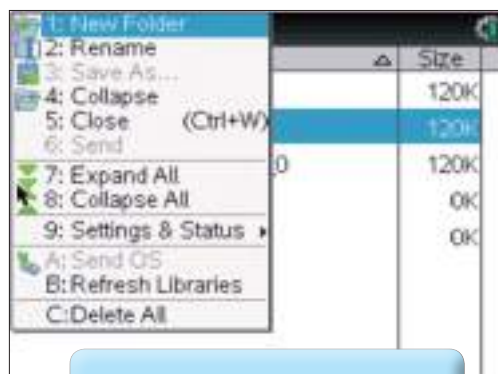 1: New Folder
2: Rename
3: Save As...
4: Collapse
5: Close (Ctrl+W)
6: Send
7: Expand All
8: Collapse All
9: Settings & Status
A: Send OS
B: Refresh Libraries
C: Delete All
Size
120K
120K
0 120K
0K
0K